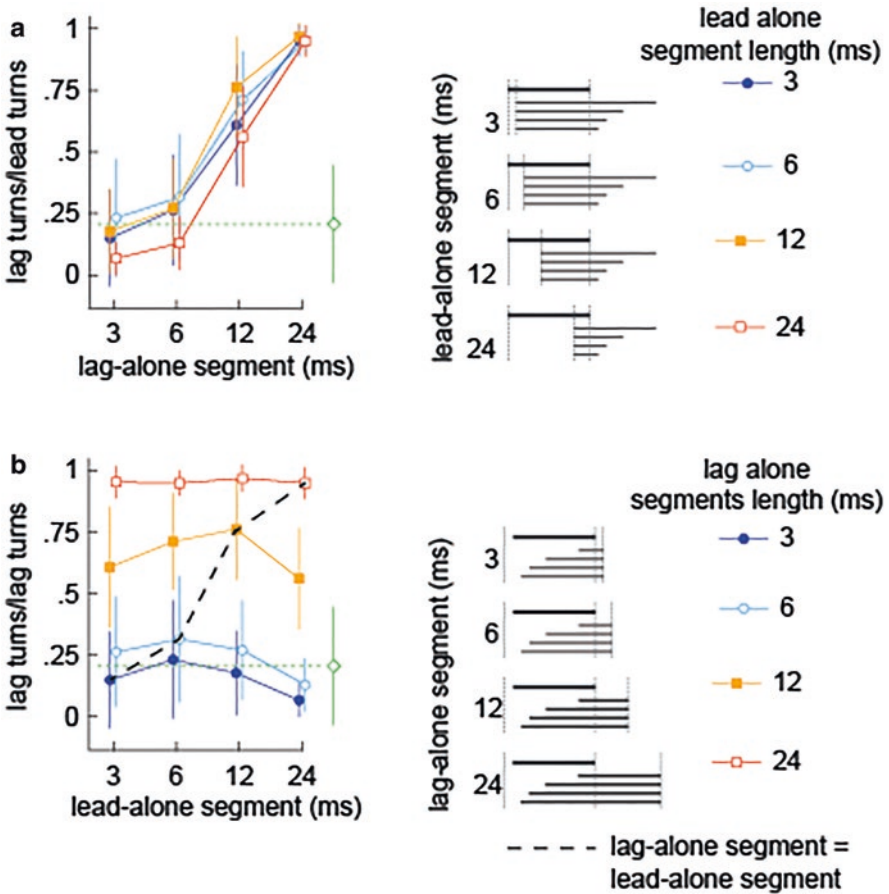 a
lag turns/lead turns
1
.75
.5
.25
0
3 6 12 24
lag-alone segment (ms)
lead-alone segment (ms)
3
6
12
24
lead alone
segment length (ms)
3
6
12
24
b
lag turns/lag turns
1
.75
.5
.25
0
3 6 12 24
lead-alone segment (ms)
lag-alone segment (ms)
3
6
12
24
lag alone
segments length (ms)
3
6
12
24
lag-alone segment =
lead-alone segment